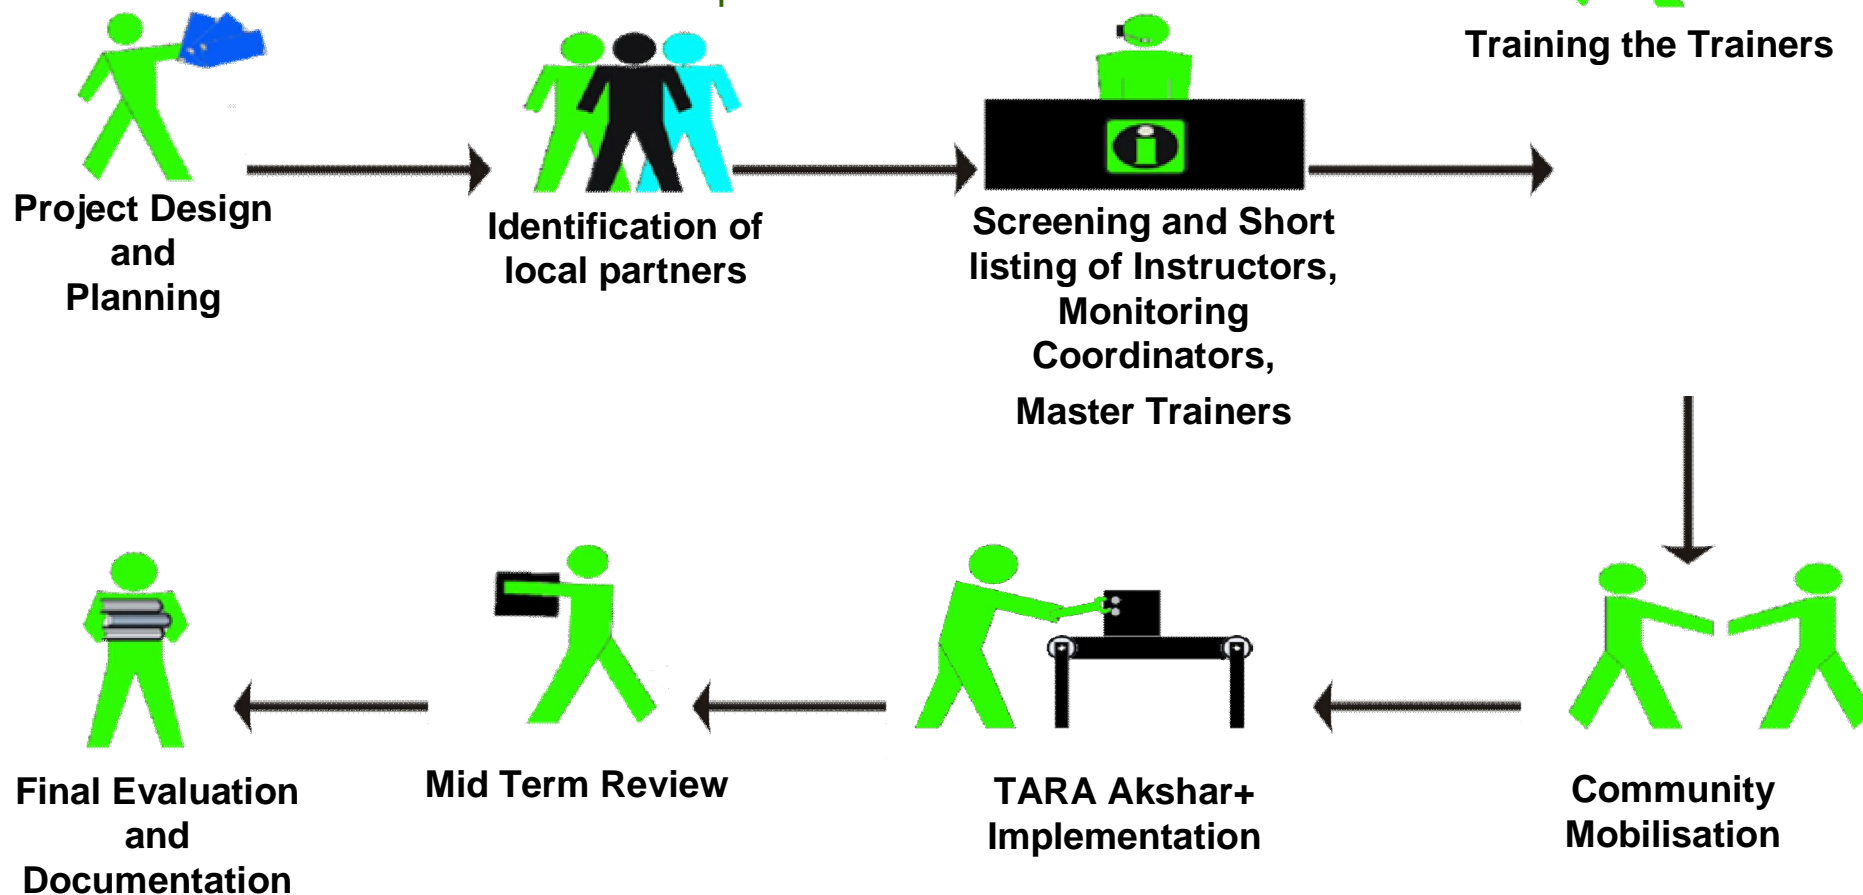 Project Design
and
Planning
Identification of
local partners
Screening and Short
listing of Instructors,
Monitoring
Coordinators,
Master Trainers
Training the Trainers
Community
Mobilisation
TARA Akshar+
Implementation
Mid Term Review
Final Evaluation
and
Documentation